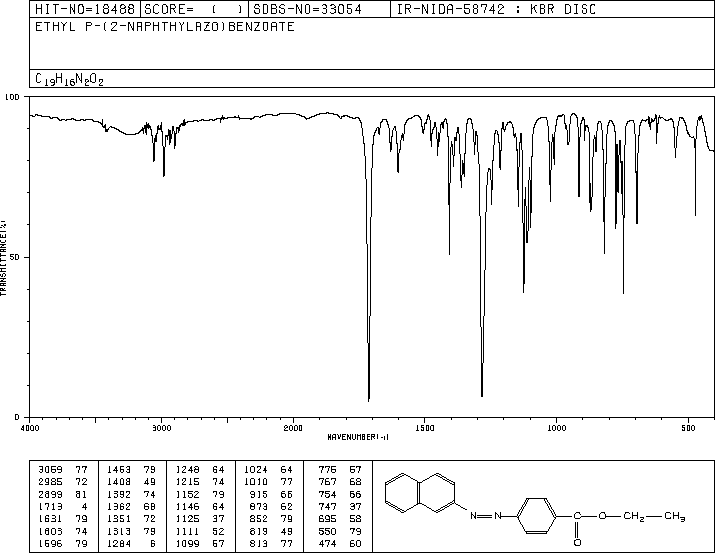 HIT-NO=18488 SCORE= ( ) SDBS-NO=33054 IR-NIDA-58742 : KBR DISC
ETHYL P-(2-NAPHTHYLAZO)BENZOATE
C19H16N2O2
100
50
0
TRANSMITTANCE(%)
4000 3000 2000 1500 1000 500
WAVENUMBER(-1)
3059 77 1453 79 1248 64 1024 64 776 57
2985 72 1408 49 1215 74 1010 77 767 68
2899 81 1392 74 1152 79 915 66 754 66
1713 4 1362 68 1146 64 873 62 747 37
1631 79 1351 72 1125 37 852 79 695 58
1603 74 1313 79 1111 52 819 49 550 79
1596 79 1284 6 1099 57 813 77 474 60
N=N C-O-CH2-CH3
O